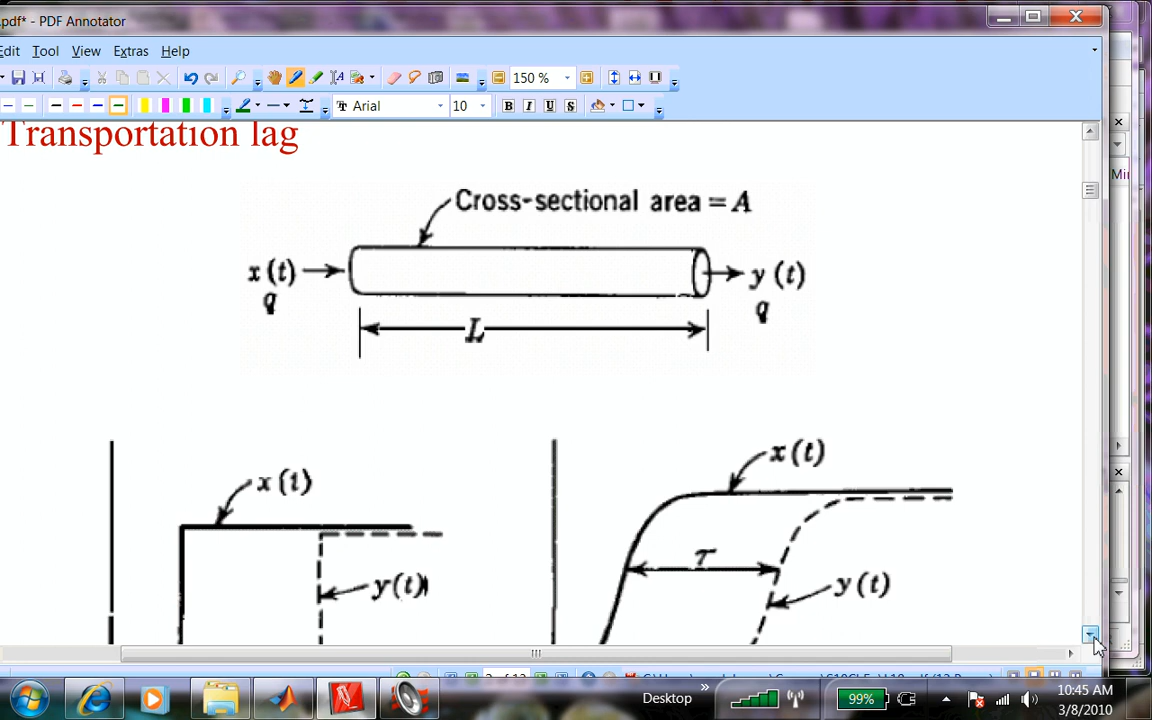 .pdf* - PDF Annotator
Edit Tool View Extras Help
150 %
Arial 10 B I U S
Transportation lag
Cross-sectional area = A
x(t) y(t)
q q
L
x(t) x(t)
τ
y(t) y(t)
Desktop » 99% 10:45 AM
3/8/2010